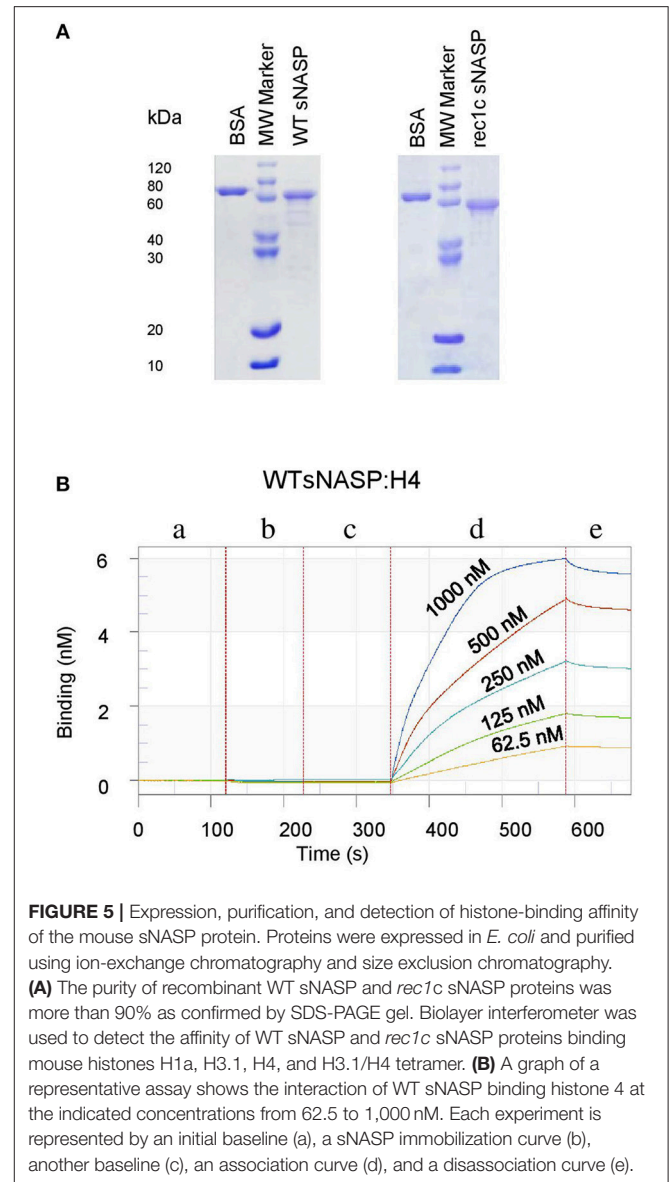 A
kDa
BSA
MW Marker
WT sNASP
BSA
MW Marker
rec1c sNASP
120
80
60
40
30
20
10
B
WTsNASP:H4
a b c d e
Binding (nM)
6
4
2
0
1000 nM
500 nM
250 nM
125 nM
62.5 nM
0 100 200 300 400 500 600
Time (s)
FIGURE 5 | Expression, purification, and detection of histone-binding affinity
of the mouse sNASP protein. Proteins were expressed in E. coli and purified
using ion-exchange chromatography and size exclusion chromatography.
(A) The purity of recombinant WT sNASP and rec1c sNASP proteins was
more than 90% as confirmed by SDS-PAGE gel. Biolayer interferometer was
used to detect the affinity of WT sNASP and rec1c sNASP proteins binding
mouse histones H1a, H3.1, H4, and H3.1/H4 tetramer. (B) A graph of a
representative assay shows the interaction of WT sNASP binding histone 4 at
the indicated concentrations from 62.5 to 1,000 nM. Each experiment is
represented by an initial baseline (a), a sNASP immobilization curve (b),
another baseline (c), an association curve (d), and a disassociation curve (e).